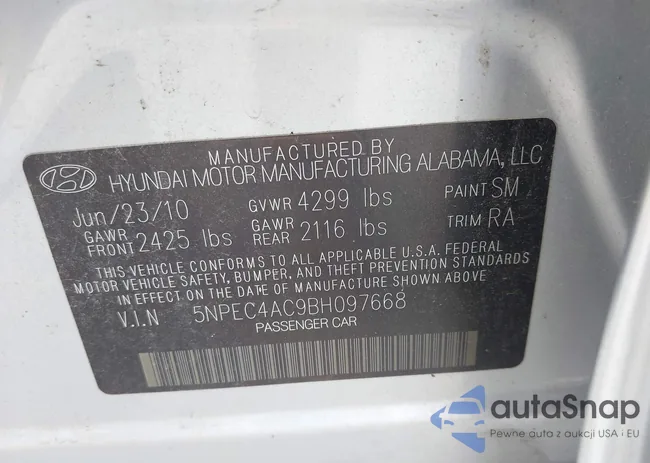 MANUFACTURED BY
HYUNDAI MOTOR MANUFACTURING ALABAMA, LLC
Jun/23/10 GVWR 4299 lbs PAINT SM
GAWR FRONT 2425 lbs GAWR REAR 2116 lbs TRIM RA
THIS VEHICLE CONFORMS TO ALL APPLICABLE U.S.A. FEDERAL
MOTOR VEHICLE SAFETY, BUMPER, AND THEFT PREVENTION STANDARDS
IN EFFECT ON THE DATE OF MANUFACTURE SHOWN ABOVE
V.I.N 5NPEC4AC9BH097668
PASSENGER CAR
autaSnap
Pewne auta z aukcji USA i EU